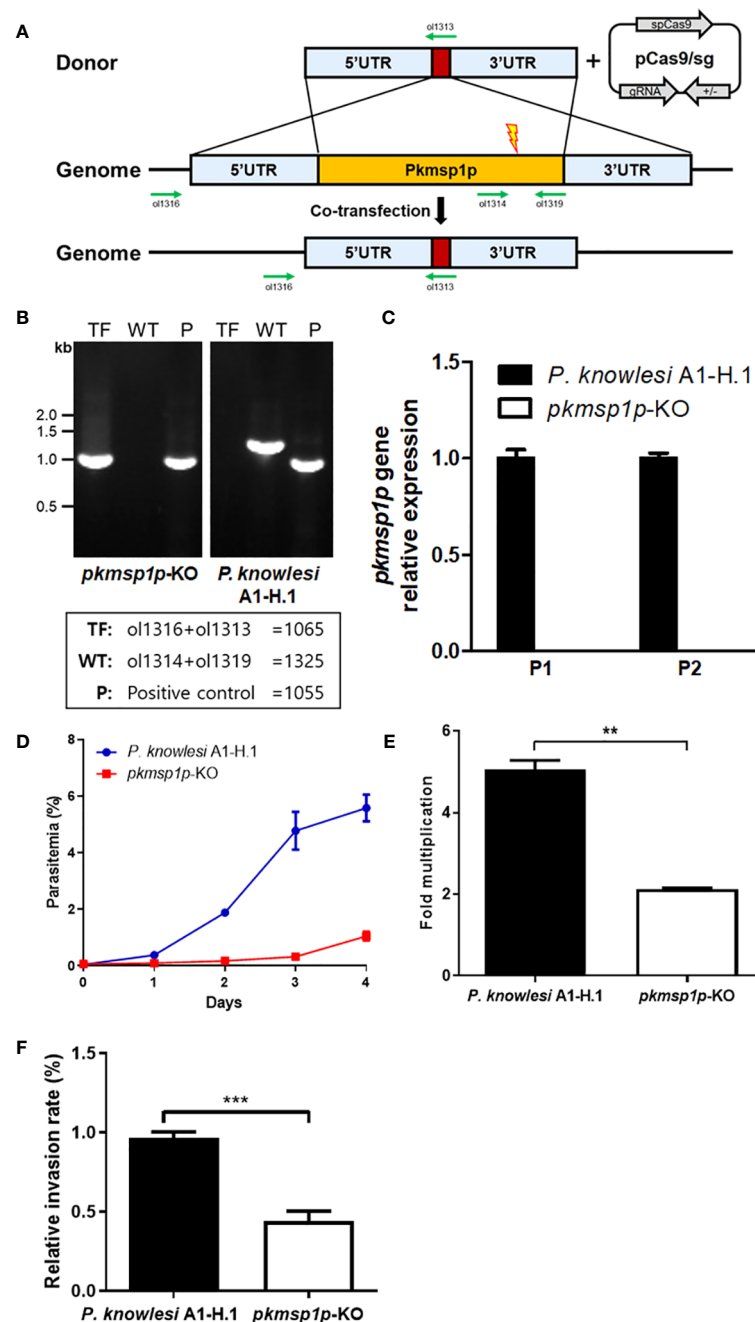 A
ol1313
spCas9
Donor
5'UTR
3'UTR
+
pCas9/sg
gRNA
+/-
Genome
5'UTR
Pkmsp1p
3'UTR
ol1316
ol1314
ol1319
Co-transfection
Genome
5'UTR
3'UTR
ol1316
ol1313
B
TF WT P TF WT P
kb
2.0
1.5
1.0
0.5
pkmsp1p-KO
P. knowlesi
A1-H.1
TF: ol1316+ol1313 =1065
WT: ol1314+ol1319 =1325
P: Positive control =1055
C
P. knowlesi A1-H.1
pkmsp1p-KO
pkmsp1p gene
relative expression
1.5
1.0
0.5
0.0
P1 P2
D
P. knowlesi A1-H.1
pkmsp1p-KO
Parasitemia (%)
8
6
4
2
0
0 1 2 3 4
Days
E
**
Fold multiplication
6
4
2
0
P. knowlesi A1-H.1 pkmsp1p-KO
F
***
Relative invasion rate (%)
1.5
1.0
0.5
0.0
P. knowlesi A1-H.1 pkmsp1p-KO